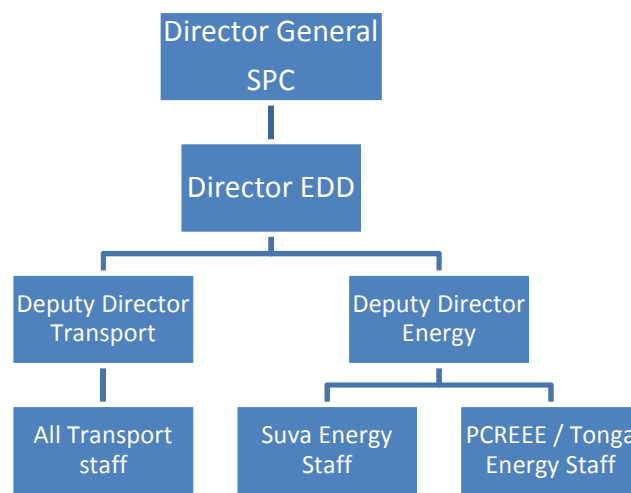 Director General
SPC
Director EDD
Deputy Director
Transport
Deputy Director
Energy
All Transport
staff
Suva Energy
Staff
PCREEE / Tonga
Energy Staff